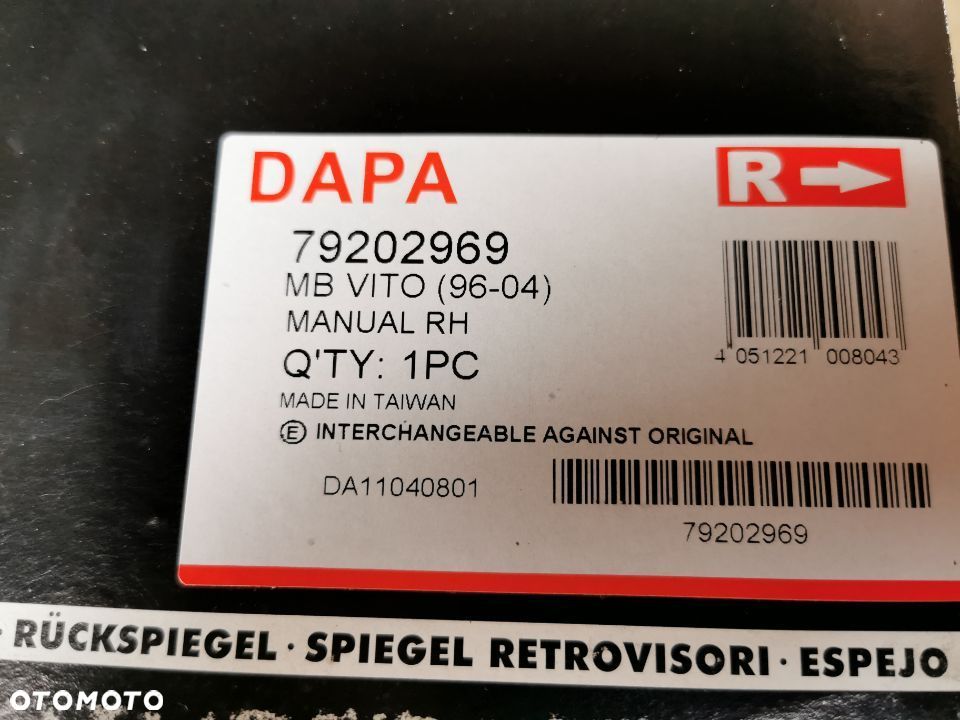 DAPA
R
79202969
MB VITO (96-04)
MANUAL RH
Q'TY: 1PC
MADE IN TAIWAN
E INTERCHANGEABLE AGAINST ORIGINAL
4 051221 008043
DA11040801
79202969
· RÜCKSPIEGEL · SPIEGEL RETROVISORI · ESPEJO
OTOMOTO